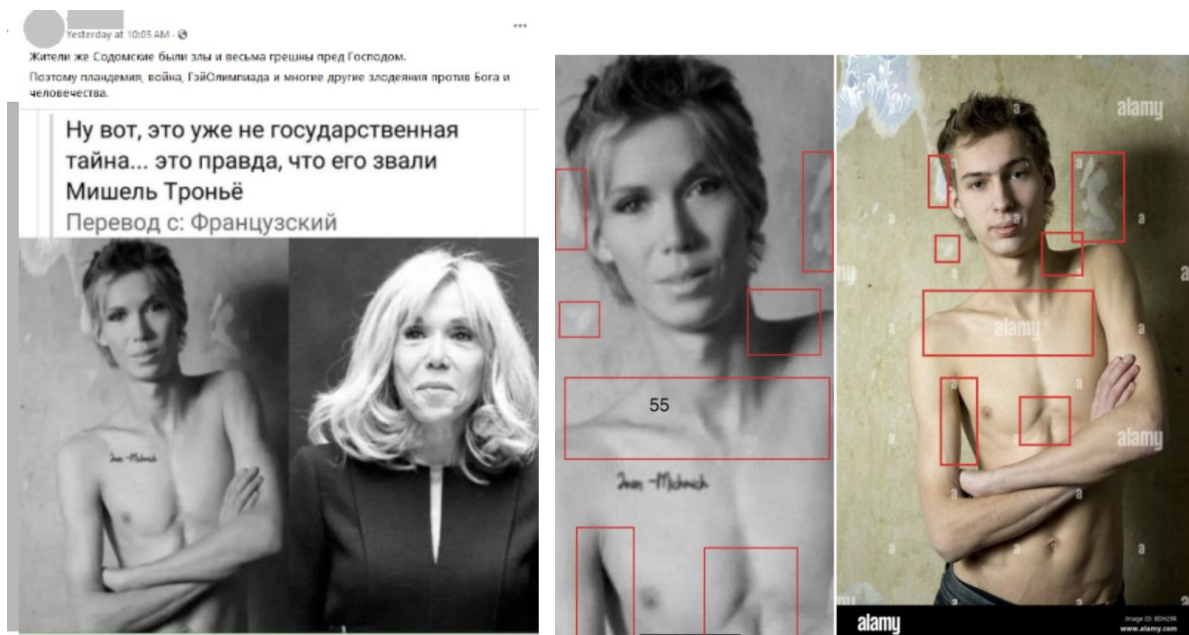 Yesterday at 10:05 AM ·
Жители же Содомские были злы и весьма грешны пред Господом.
Поэтому пландемия, война, ГэйОлимпиада и многие другие злодеяния против Бога и
человечества.
Ну вот, это уже не государственная
тайна... это правда, что его звали
Мишель Троньё
Перевод с: Французский
55
alamy
a
a
a
a
alamy
a
a
a
a
a
alamy
a
a
a
a
alamy
www.alamy.com